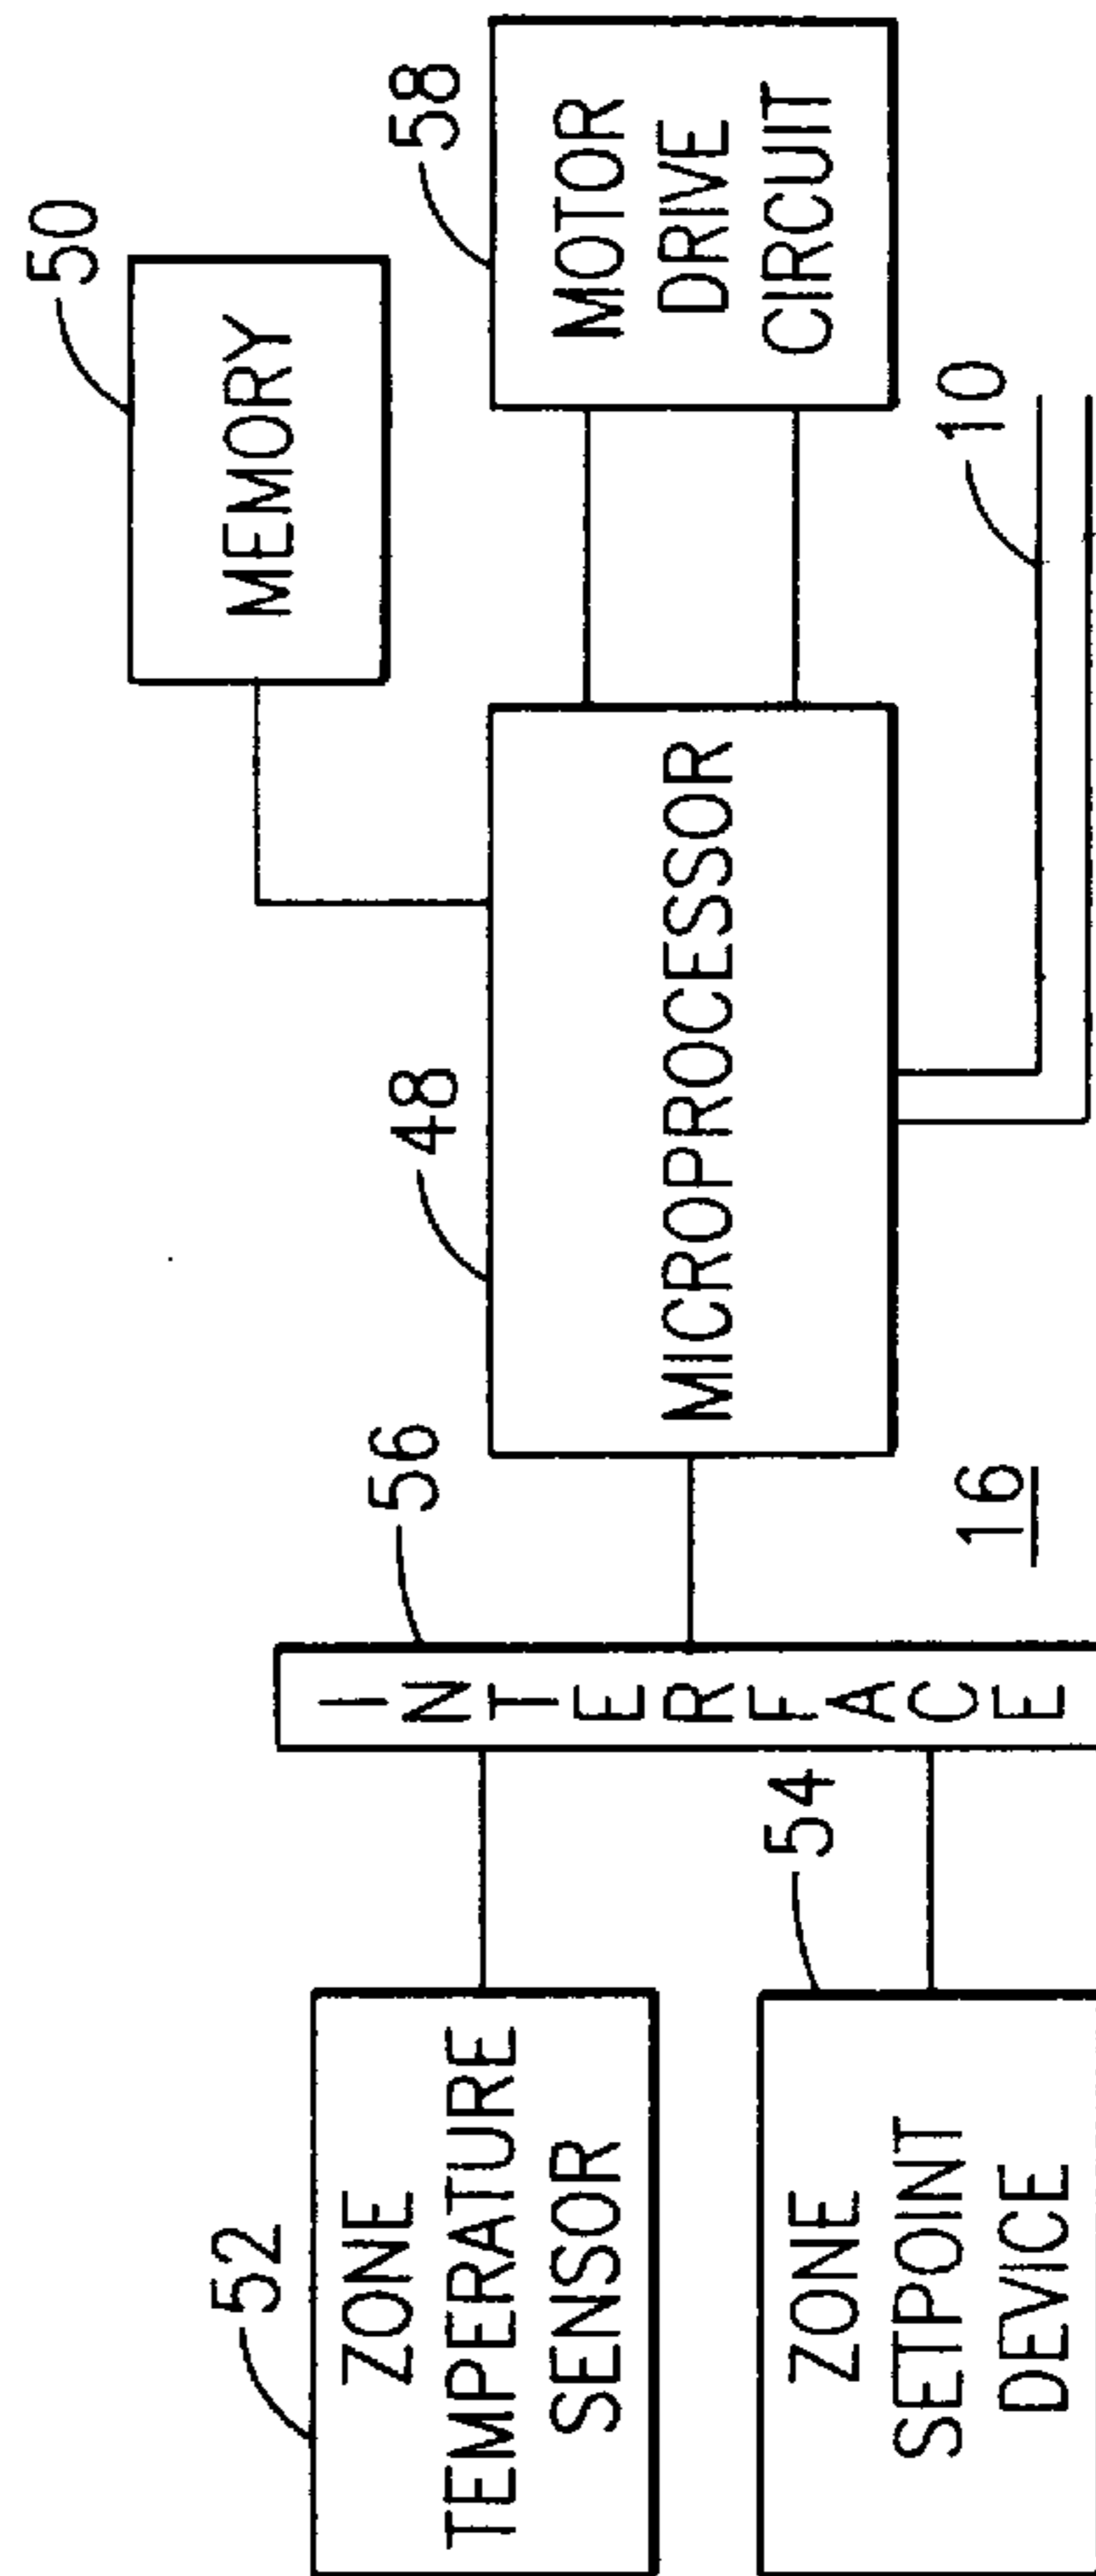 50
MEMORY
58
MOTOR
DRIVE
CIRCUIT
48
MICROPROCESSOR
10
56
INTERFACE
16
52
ZONE
TEMPERATURE
SENSOR
54
ZONE
SETPOINT
DEVICE